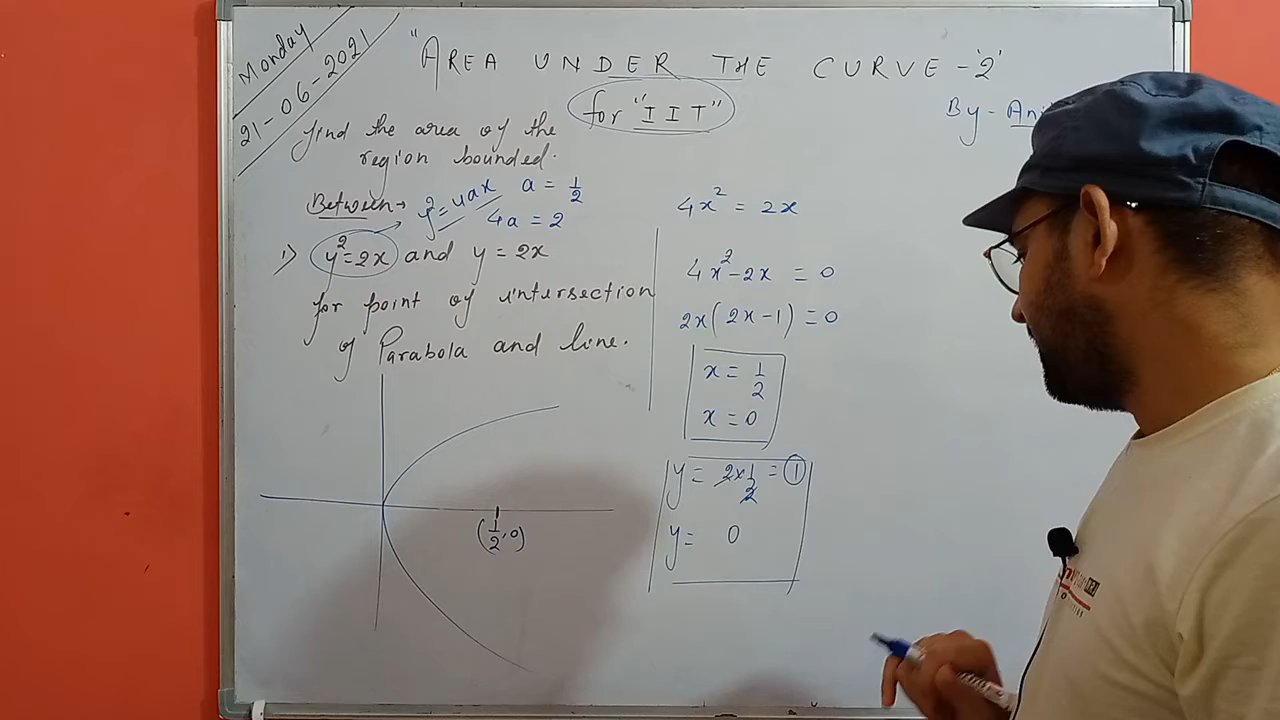 Monday
21-06-2021
"AREA UNDER THE CURVE-'2'
for "IIT"
By - Ani
find the area of the
region bounded.
Between→ y²=4ax a = 1/2
4a = 2
1) y²=2x and y = 2x
for point of intersection
of Parabola and line.
(1/2, 0)
4x² = 2x
4x²-2x = 0
2x(2x-1)=0
x = 1/2
x = 0
y = 2×1/2 = 1
y = 0